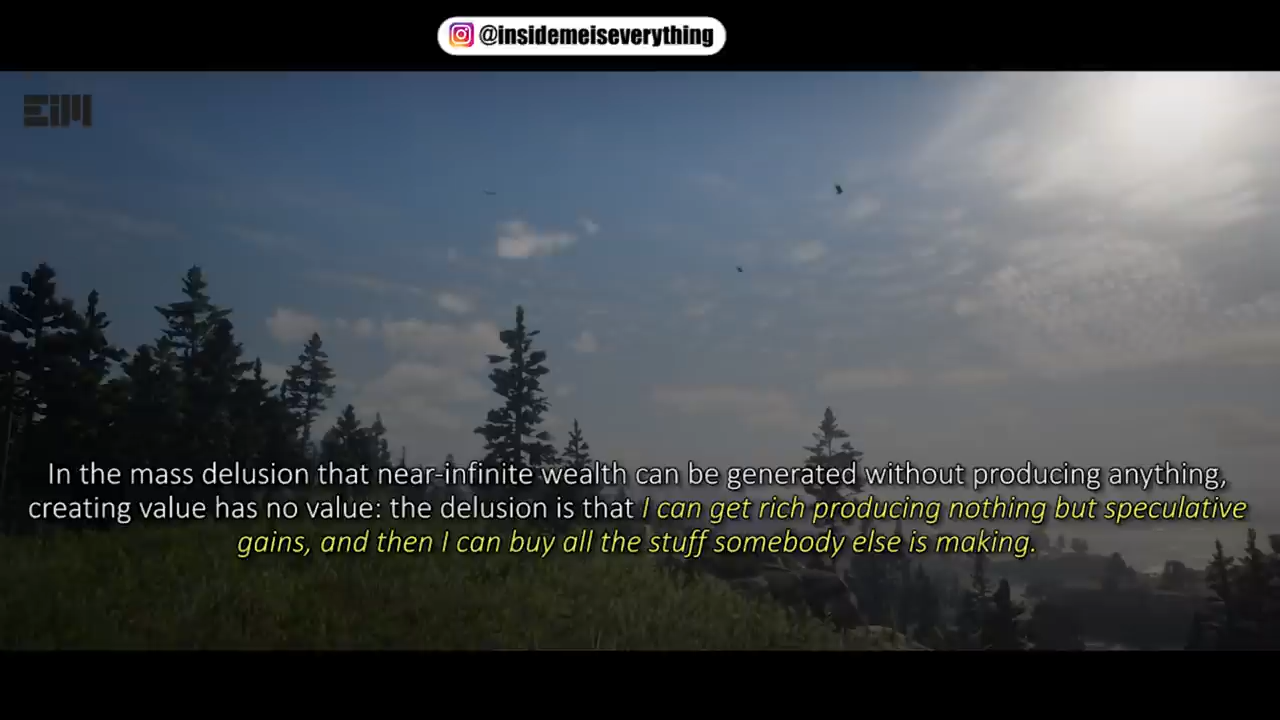 @insidemeiseverything
EiM
In the mass delusion that near-infinite wealth can be generated without producing anything,
creating value has no value: the delusion is that I can get rich producing nothing but speculative
gains, and then I can buy all the stuff somebody else is making.